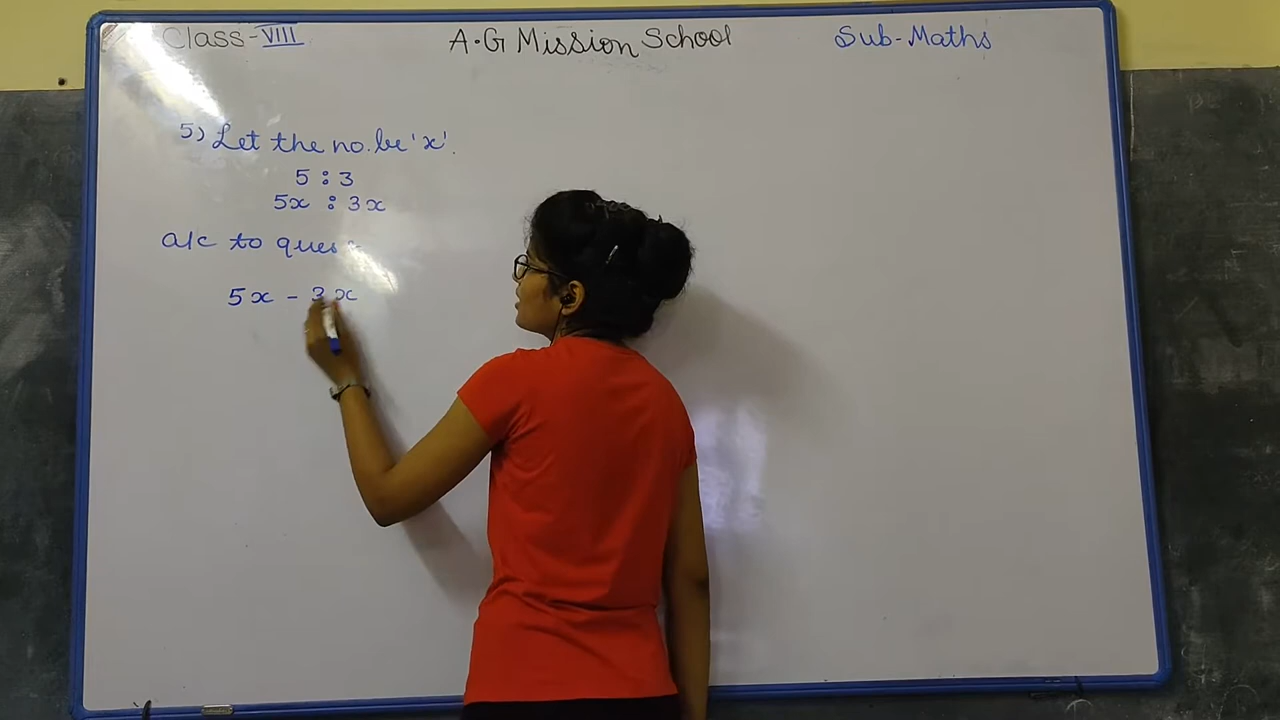 Class-VIII A.G Mission School Sub-Maths
5) Let the no. be 'x'.
5 : 3
5x : 3x
a/c to ques
5x - 3x